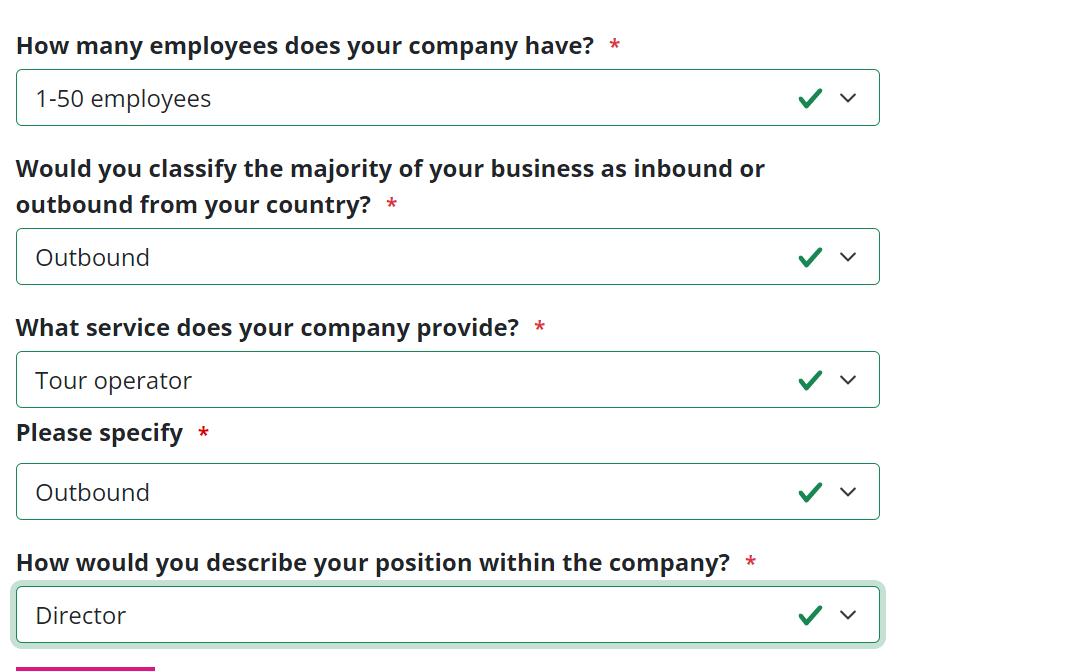 How many employees does your company have? *
1-50 employees
Would you classify the majority of your business as inbound or
outbound from your country? *
Outbound
What service does your company provide? *
Tour operator
Please specify *
Outbound
How would you describe your position within the company? *
Director